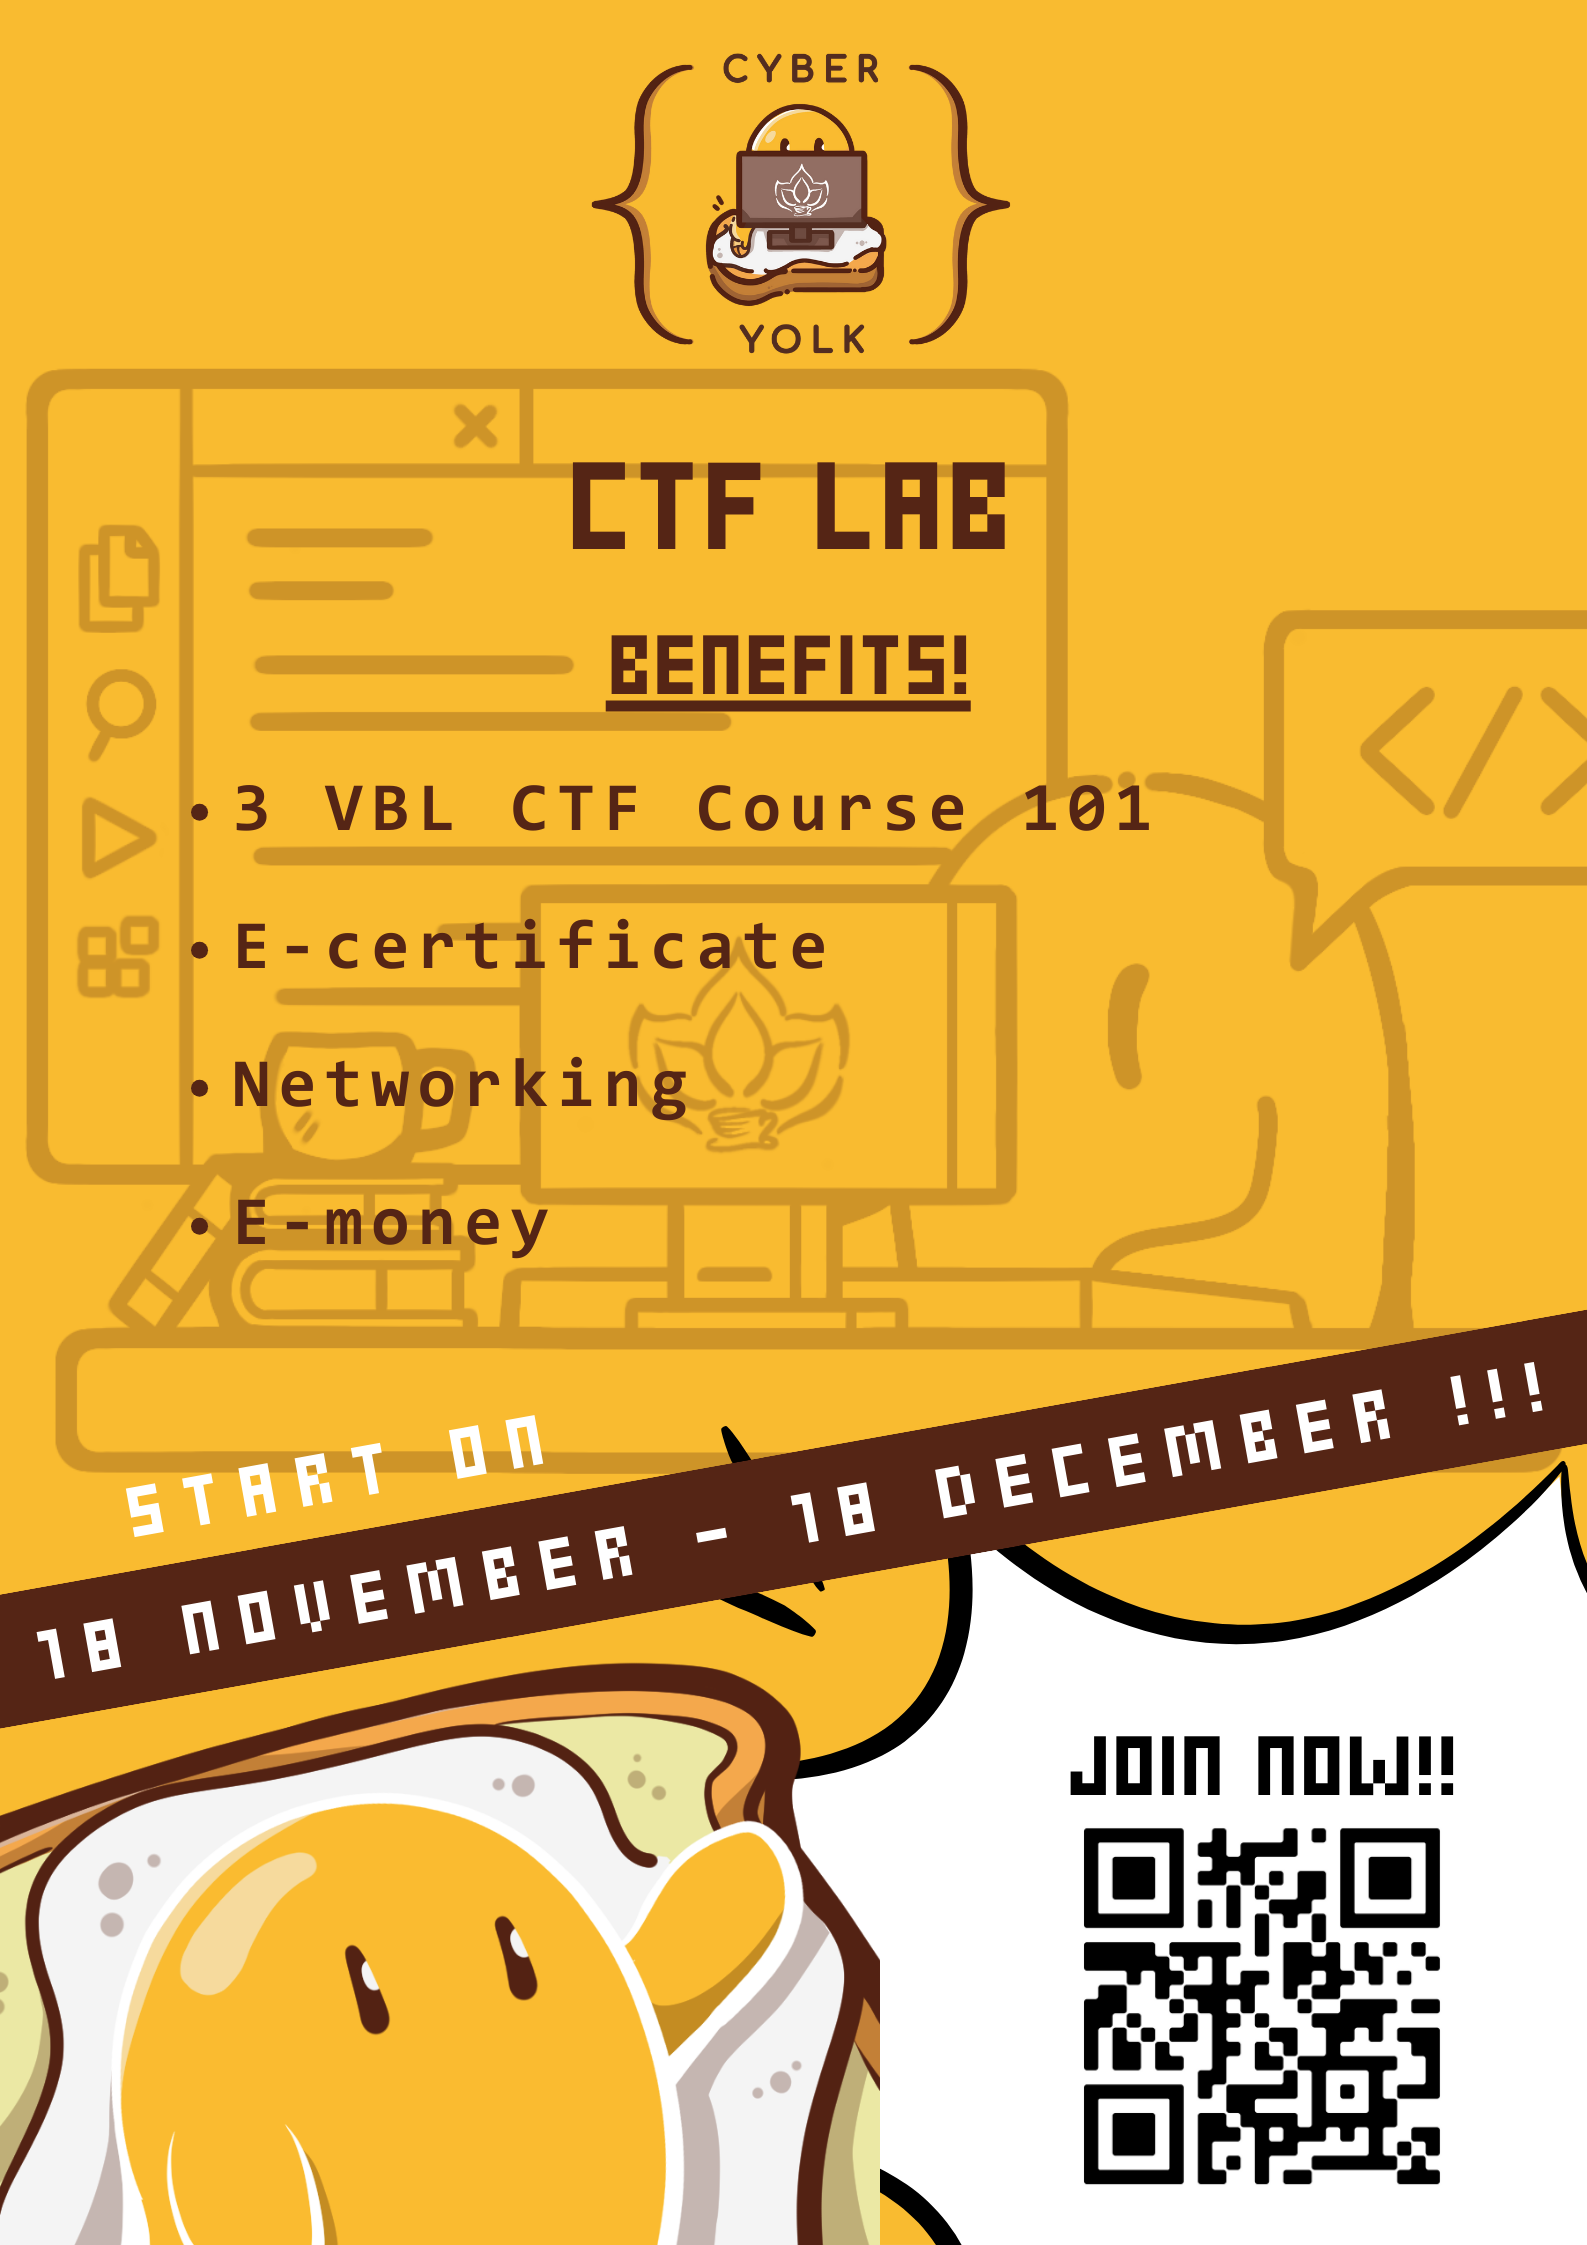 CYBER
YOLK
CTF LAB
BENEFITS!
• 3 VBL CTF Course 101
• E-certificate
• Networking
• E-money
START ON
18 NOVEMBER - 18 DECEMBER !!!
JOIN NOW!!